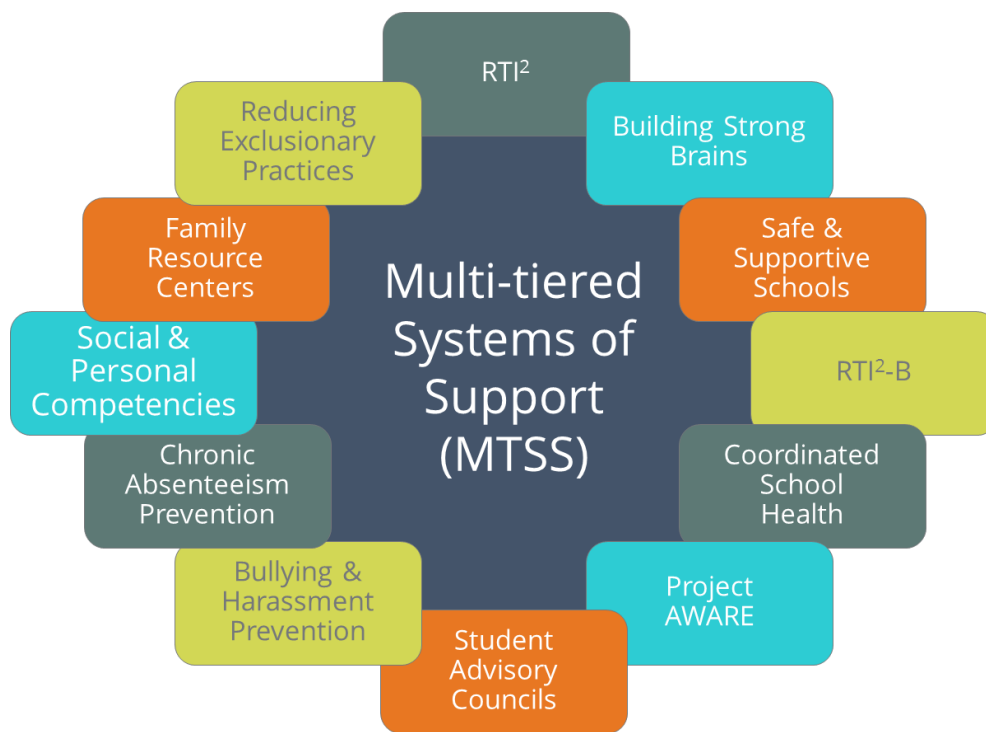 RTI²
Building Strong
Brains
Safe &
Supportive
Schools
RTI²-B
Coordinated
School
Health
Project
AWARE
Student
Advisory
Councils
Bullying &
Harassment
Prevention
Chronic
Absenteeism
Prevention
Social &
Personal
Competencies
Family
Resource
Centers
Reducing
Exclusionary
Practices
Multi-tiered
Systems of
Support
(MTSS)